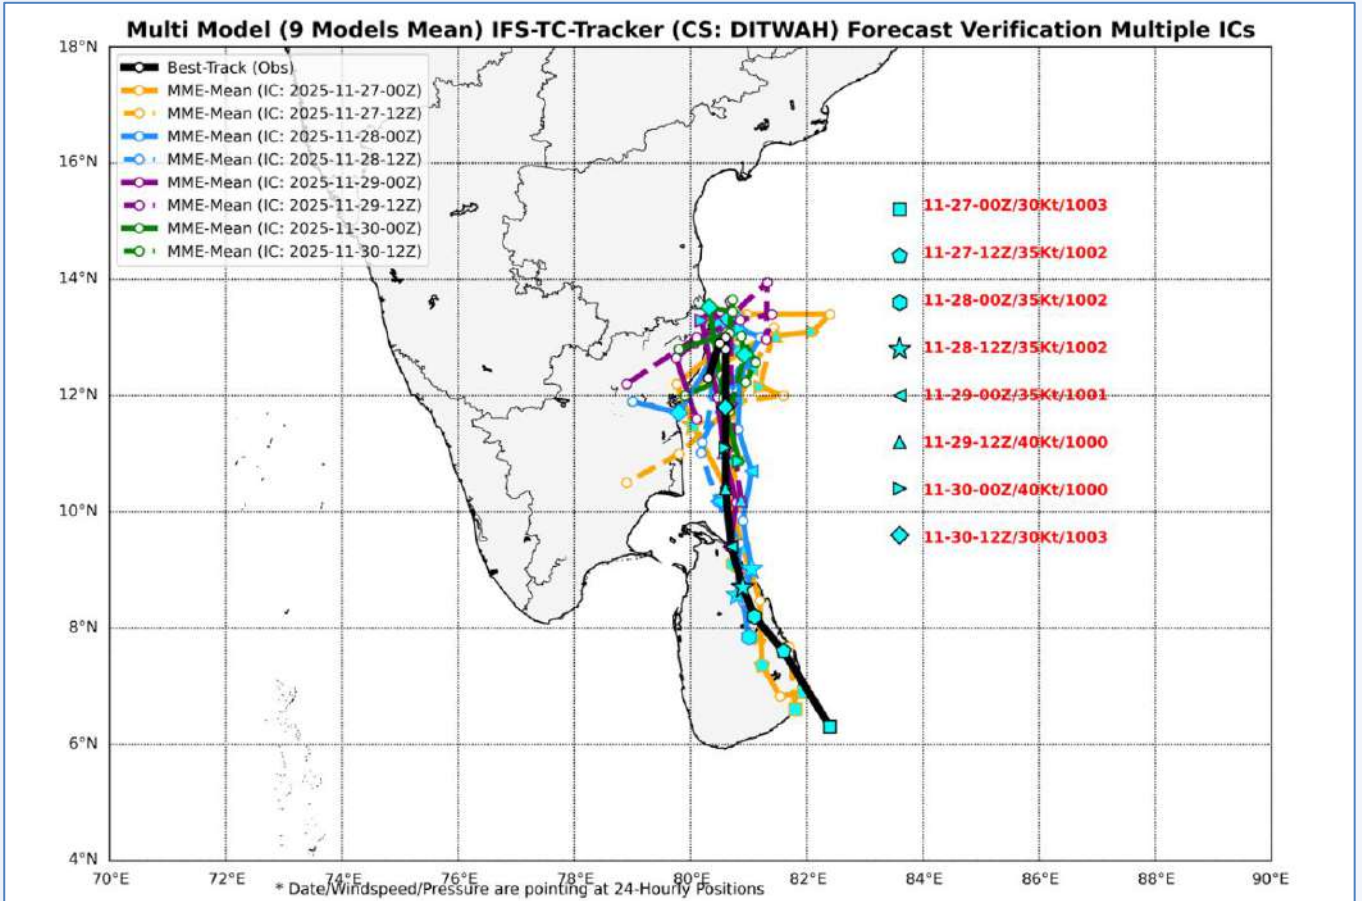 Multi Model (9 Models Mean) IFS-TC-Tracker (CS: DITWAH) Forecast Verification Multiple ICs
18°N
Best-Track (Obs)
MME-Mean (IC: 2025-11-27-00Z)
MME-Mean (IC: 2025-11-27-12Z)
MME-Mean (IC: 2025-11-28-00Z)
MME-Mean (IC: 2025-11-28-12Z)
MME-Mean (IC: 2025-11-29-00Z)
MME-Mean (IC: 2025-11-29-12Z)
MME-Mean (IC: 2025-11-30-00Z)
MME-Mean (IC: 2025-11-30-12Z)
16°N
11-27-00Z/30Kt/1003
11-27-12Z/35Kt/1002
14°N
11-28-00Z/35Kt/1002
11-28-12Z/35Kt/1002
12°N
11-29-00Z/35Kt/1001
11-29-12Z/40Kt/1000
11-30-00Z/40Kt/1000
10°N
11-30-12Z/30Kt/1003
8°N
6°N
4°N
70°E 72°E 74°E 76°E 78°E 80°E 82°E 84°E 86°E 88°E 90°E
* Date/Windspeed/Pressure are pointing at 24-Hourly Positions